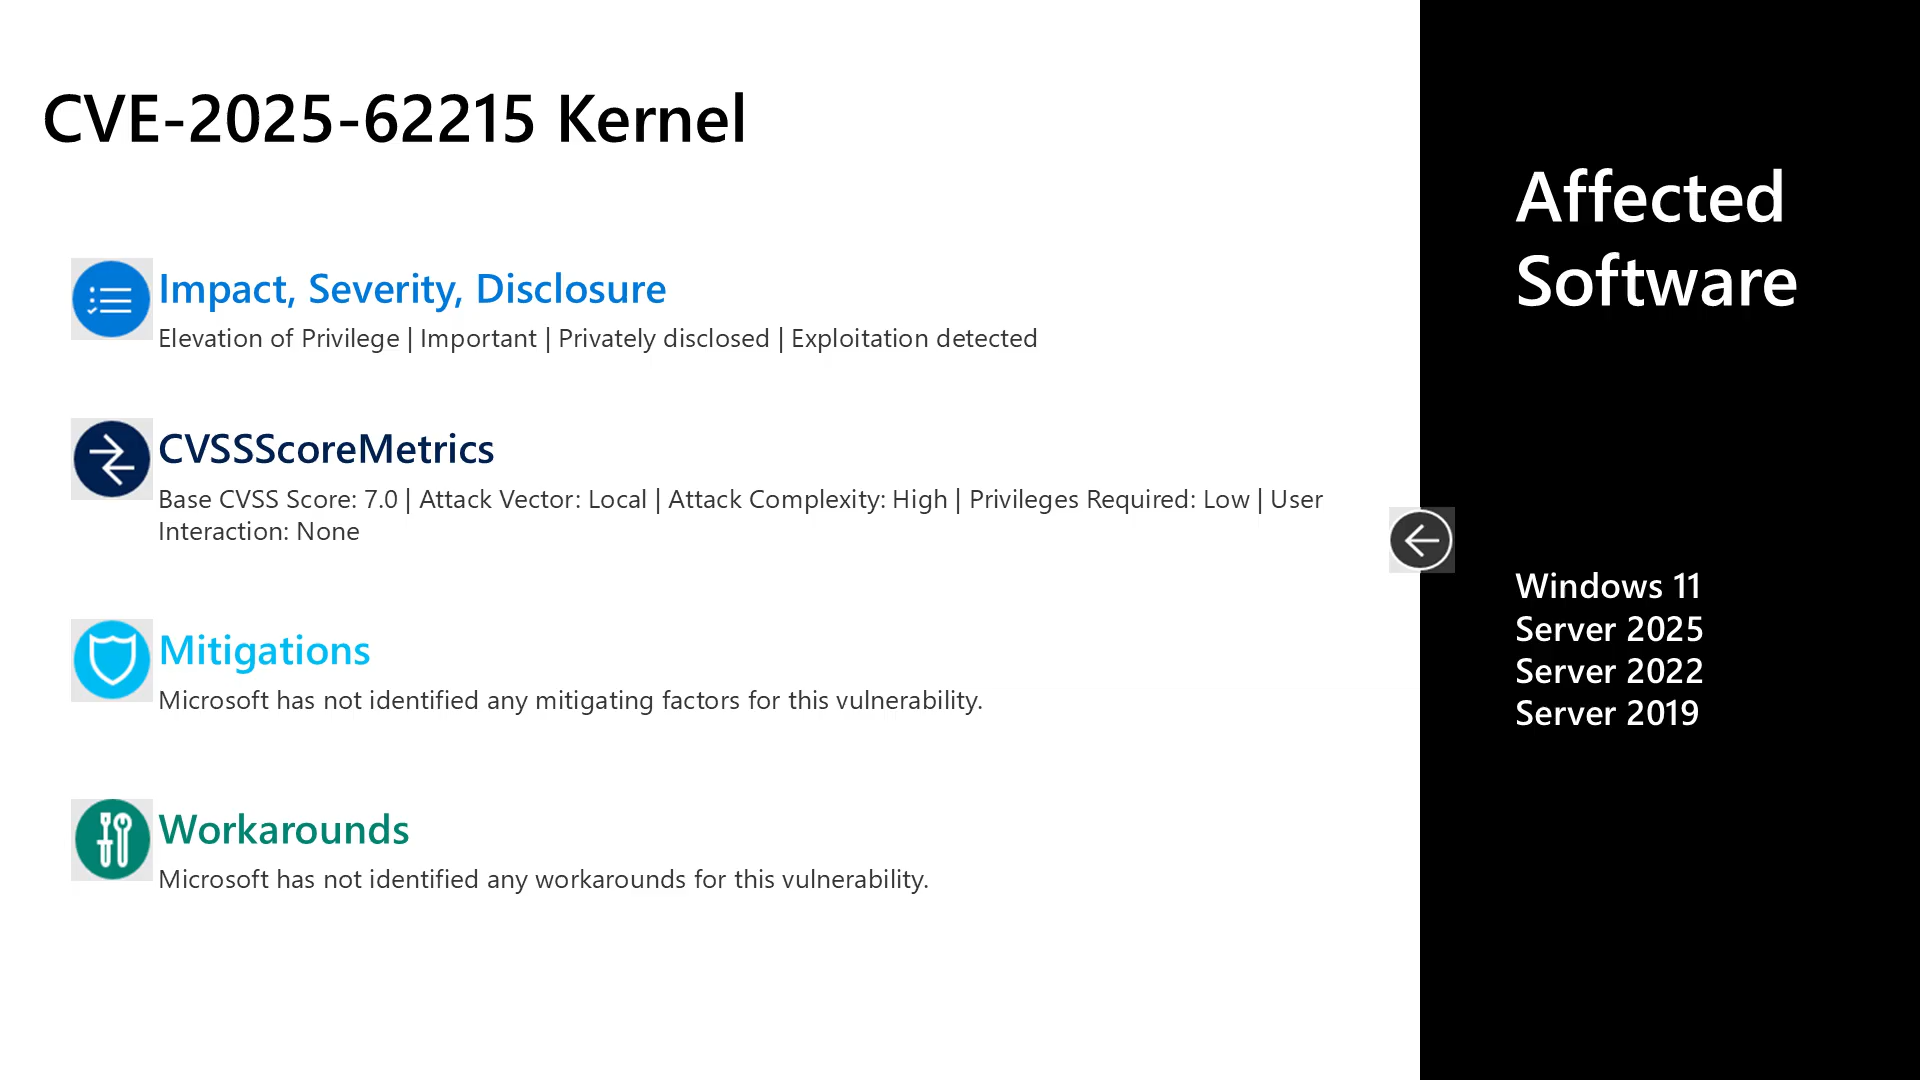 CVE-2025-62215 Kernel
Impact, Severity, Disclosure
Elevation of Privilege | Important | Privately disclosed | Exploitation detected
CVSSScoreMetrics
Base CVSS Score: 7.0 | Attack Vector: Local | Attack Complexity: High | Privileges Required: Low | User
Interaction: None
Mitigations
Microsoft has not identified any mitigating factors for this vulnerability.
Workarounds
Microsoft has not identified any workarounds for this vulnerability.
Affected
Software
Windows 11
Server 2025
Server 2022
Server 2019